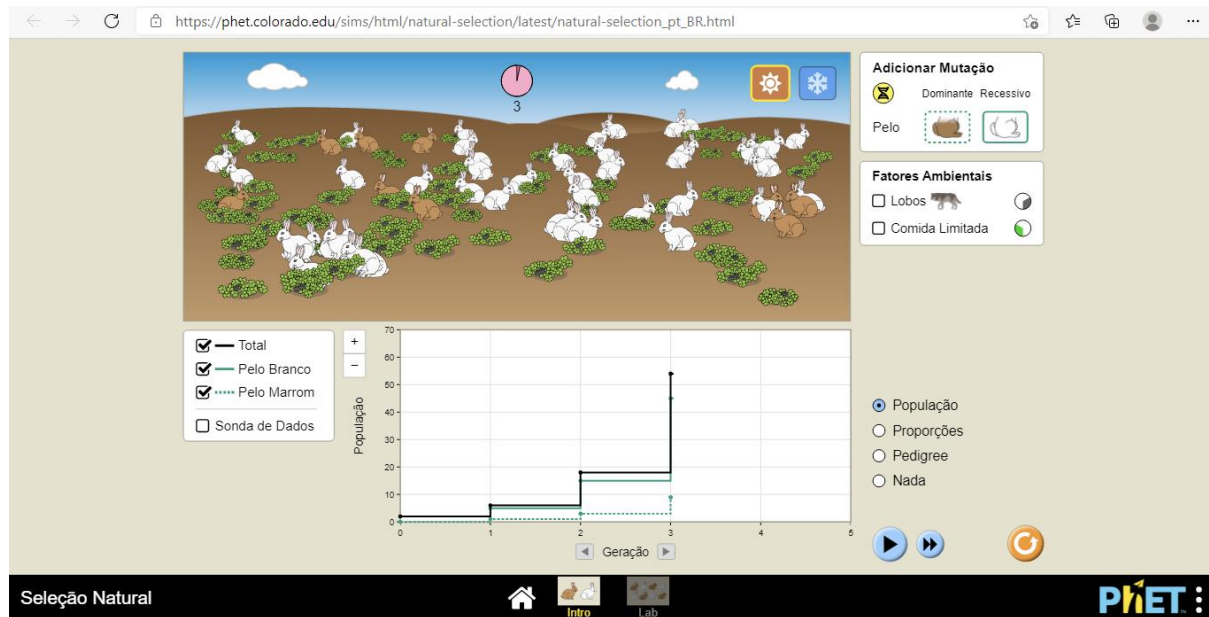 https://phet.colorado.edu/sims/html/natural-selection/latest/natural-selection_pt_BR.html
3
Adicionar Mutação
Dominante Recessivo
Pelo
Fatores Ambientais
Lobos
Comida Limitada
Total
Pelo Branco
Pelo Marrom
Sonda de Dados
+
−
População
70
60
50
40
30
20
10
0
0 1 2 3 4 5
Geração
População
Proporções
Pedigree
Nada
Seleção Natural
Intro
Lab
PhET